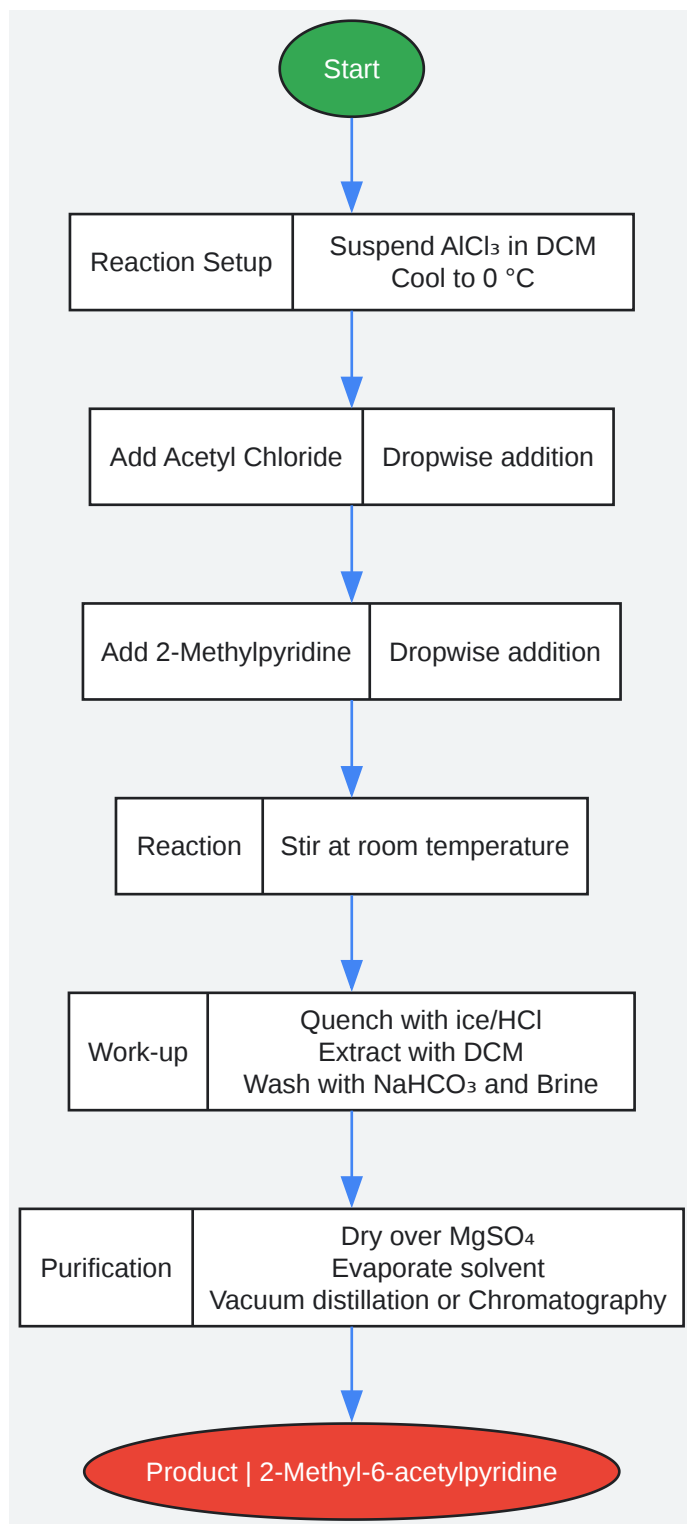 Start
Reaction Setup
Suspend AlCl₃ in DCM
Cool to 0 °C
Add Acetyl Chloride
Dropwise addition
Add 2-Methylpyridine
Dropwise addition
Reaction
Stir at room temperature
Work-up
Quench with ice/HCl
Extract with DCM
Wash with NaHCO₃ and Brine
Purification
Dry over MgSO₄
Evaporate solvent
Vacuum distillation or Chromatography
Product | 2-Methyl-6-acetylpyridine